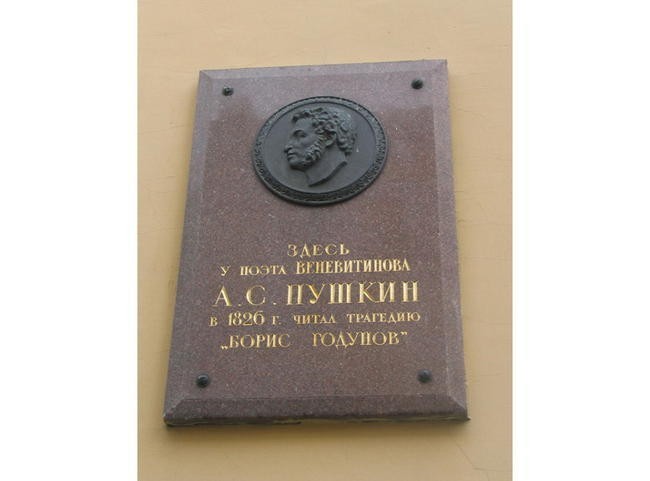 ЗДЕСЬ
У ПОЭТА ВЕНЕВИТИНОВА
А.С. ПУШКИН
В 1826 Г. ЧИТАЛ ТРАГЕДИЮ
„БОРИС ГОДУНОВ"